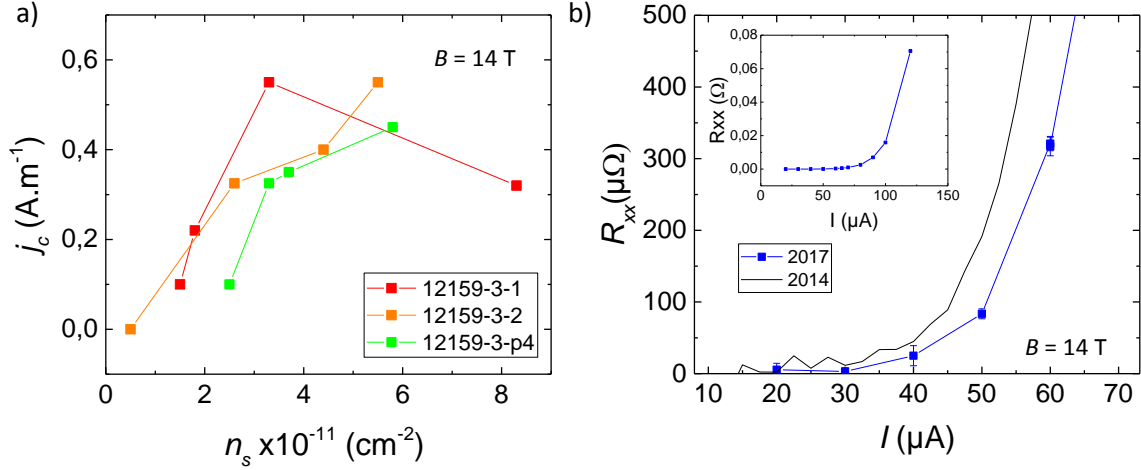 a)
B = 14 T
0,6
0,4
0,2
0,0
j_c (A.m⁻¹)
12159-3-1
12159-3-2
12159-3-p4
0 2 4 6 8
n_s x10⁻¹¹ (cm⁻²)
b)
500
400
300
200
100
0
R_xx(µΩ)
0,08
0,06
0,04
0,02
0,00
Rxx (Ω)
0 50 100 150
I (µA)
2017
2014
B = 14 T
10 20 30 40 50 60 70
I (µA)